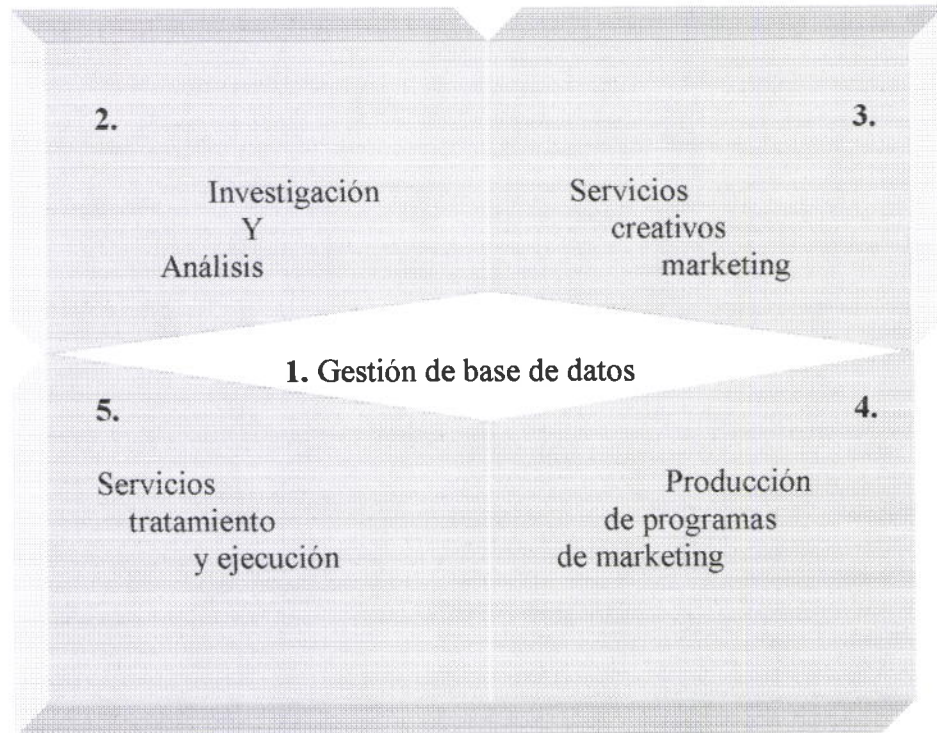 2.
Investigación
Y
Análisis
3.
Servicios
creativos
marketing
1. Gestión de base de datos
5.
Servicios
tratamiento
y ejecución
4.
Producción
de programas
de marketing